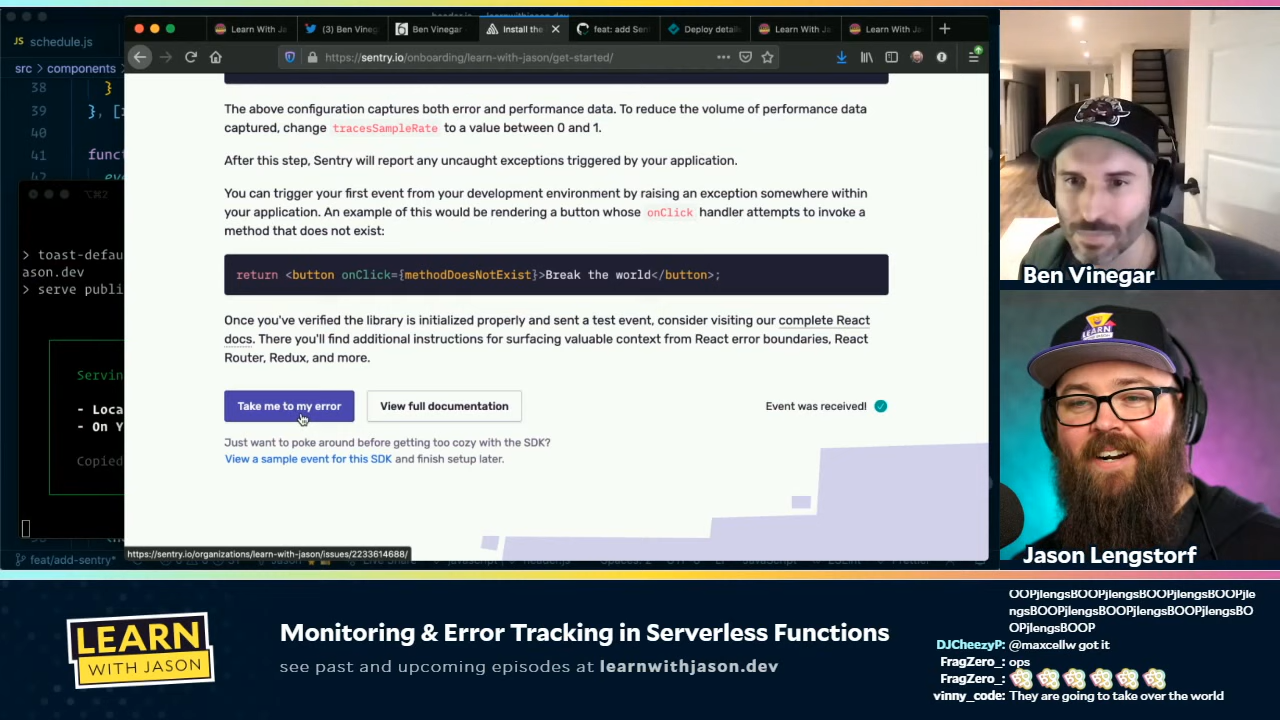 schedule.js
src > components
38 }
39 }, [
40
41 func
42
ason.dev
> toast-defau
> serve publi
Servin
- Loca
- On Y
Copied
feat/add-sentry*
Learn With Ja
(3) Ben Vineg
Ben Vinegar
Install the
feat: add Sen
Deploy detail
Learn With Ja
Learn With Ja
https://sentry.io/onboarding/learn-with-jason/get-started/
The above configuration captures both error and performance data. To reduce the volume of performance data
captured, change tracesSampleRate to a value between 0 and 1.
After this step, Sentry will report any uncaught exceptions triggered by your application.
You can trigger your first event from your development environment by raising an exception somewhere within
your application. An example of this would be rendering a button whose onClick handler attempts to invoke a
method that does not exist:
return <button onClick={methodDoesNotExist}>Break the world</button>;
Once you've verified the library is initialized properly and sent a test event, consider visiting our complete React
docs. There you'll find additional instructions for surfacing valuable context from React error boundaries, React
Router, Redux, and more.
Take me to my error
View full documentation
Event was received!
Just want to poke around before getting too cozy with the SDK?
View a sample event for this SDK and finish setup later.
https://sentry.io/organizations/learn-with-jason/issues/2233614688/
Ben Vinegar
LEARN
Jason Lengstorf
LEARN
WITH JASON
Monitoring & Error Tracking in Serverless Functions
see past and upcoming episodes at learnwithjason.dev
OOPjlengsBOOPjlengsBOOPjlengsBOOPjle
ngsBOOPjlengsBOOPjlengsBOOPjlengsBO
OPjlengsBOOP
DJCheezyP: @maxcellw got it
FragZero_: ops
FragZero_:
vinny_code: They are going to take over the world